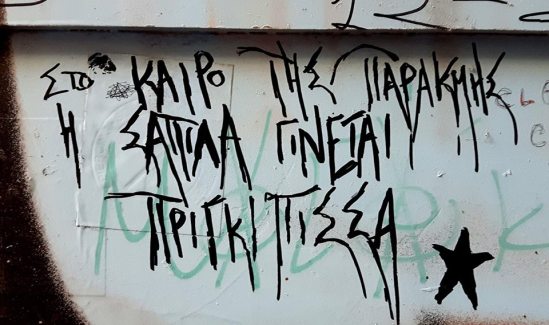 ΣΤΟ ΚΑΙΡΟ ΤΗΣ ΠΑΡΑΚΜΗΣ
Η ΣΑΠΙΛΑ ΓΙΝΕΤΑΙ
ΠΡΙΓΚΙΠΙΣΣΑ